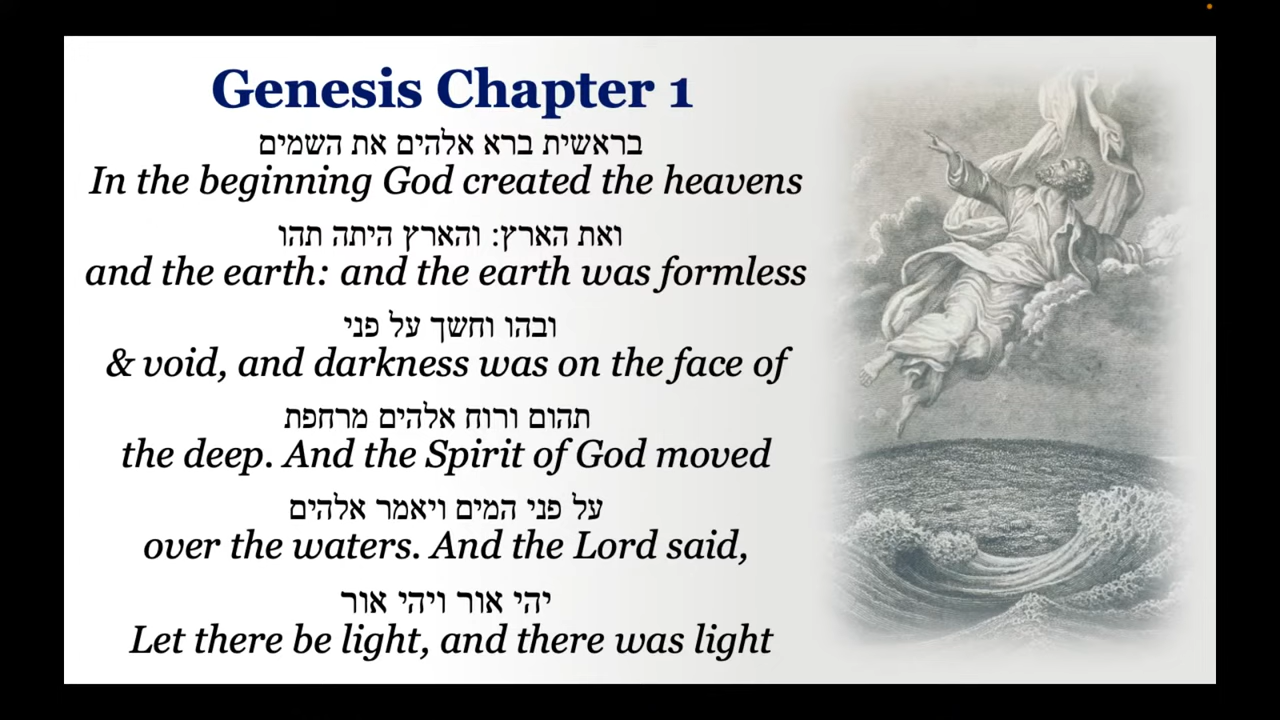 Genesis Chapter 1
בראשית ברא אלהים את השמים
In the beginning God created the heavens
ואת הארץ: והארץ היתה תהו
and the earth: and the earth was formless
ובהו וחשך על פני
& void, and darkness was on the face of
תהום ורוח אלהים מרחפת
the deep. And the Spirit of God moved
על פני המים ויאמר אלהים
over the waters. And the Lord said,
יהי אור ויהי אור
Let there be light, and there was light